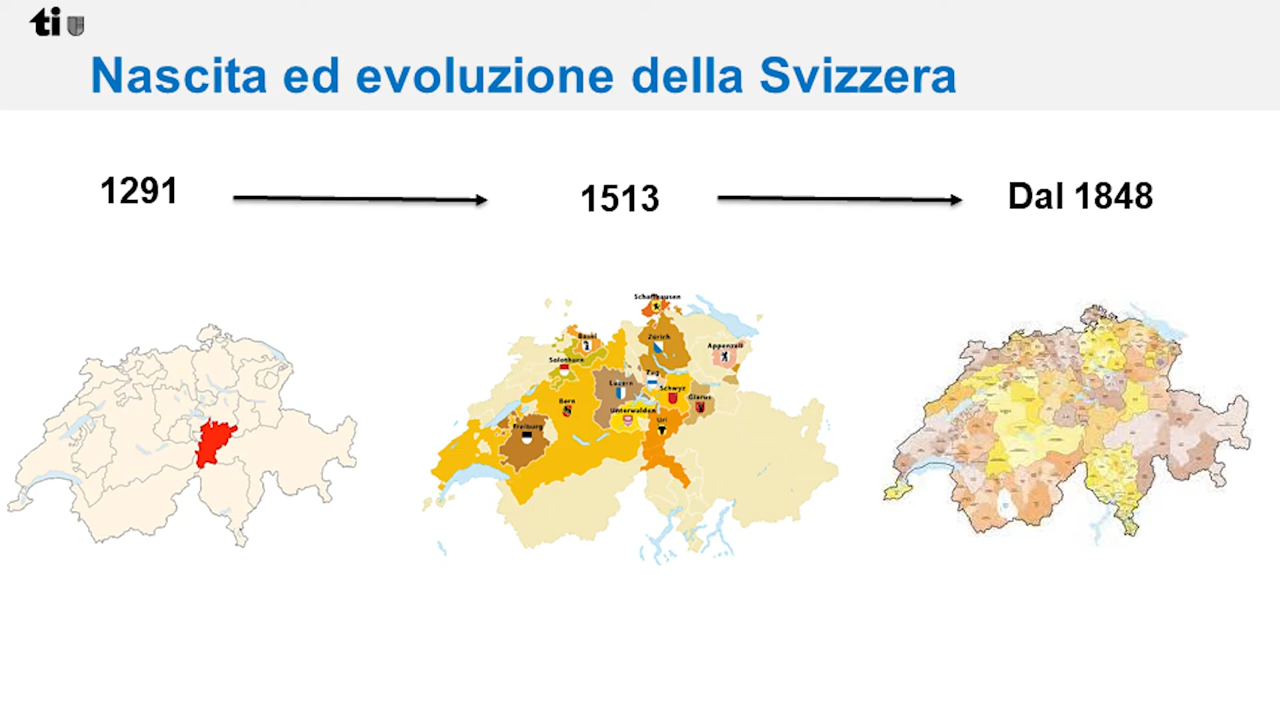 ti
Nascita ed evoluzione della Svizzera
1291
1513
Dal 1848
Schaffhausen
Basel
Zürich
Appenzell
Solothurn
Zug
Luzern
Schwyz
Glarus
Bern
Unterwalden
Uri
Freiburg